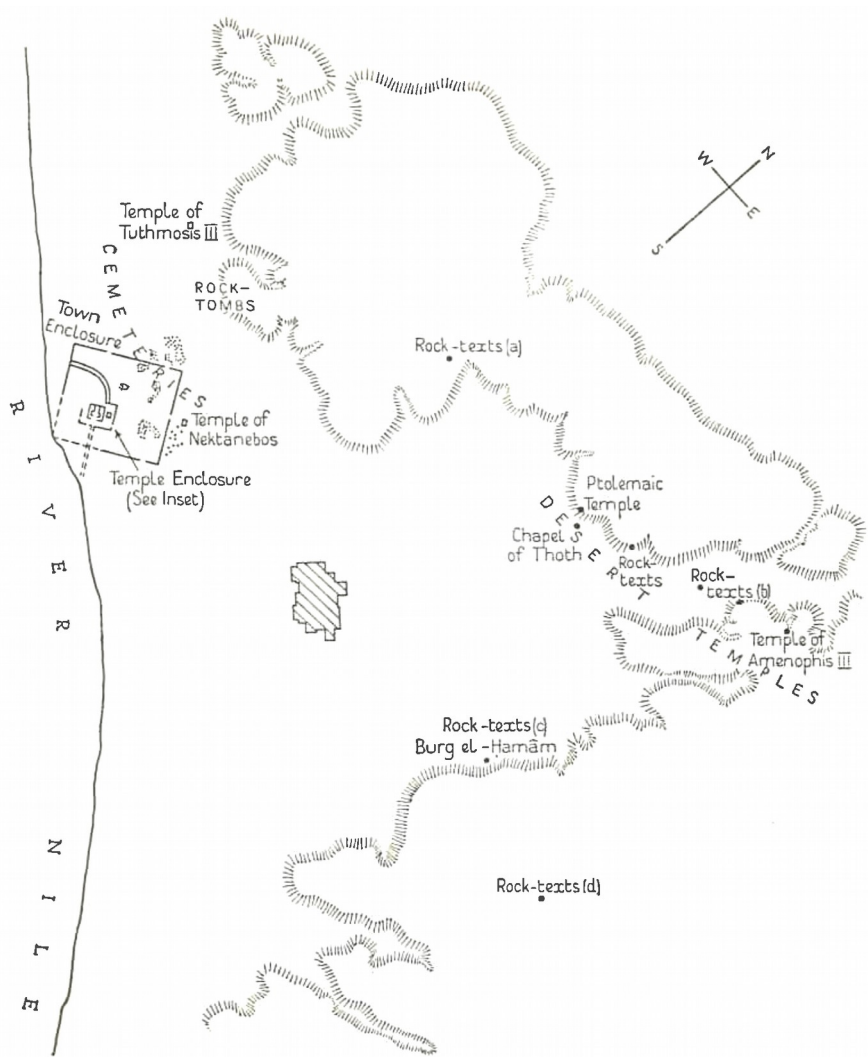 Temple of
Tuthmosis III
CEMETERIES
ROCK-
TOMBS
Town
Enclosure
Temple of
Nektanebos
Temple Enclosure
(See Inset)
RIVER NILE
W
N
E
S
Rock-texts(a)
Ptolemaic
Temple
Chapel
of Thoth
DESERT TEMPLES
Rock-
texts
Rock-
texts(b)
Temple of
Amenophis III
Rock-texts(c)
Burg el-Hamâm
Rock-texts(d)